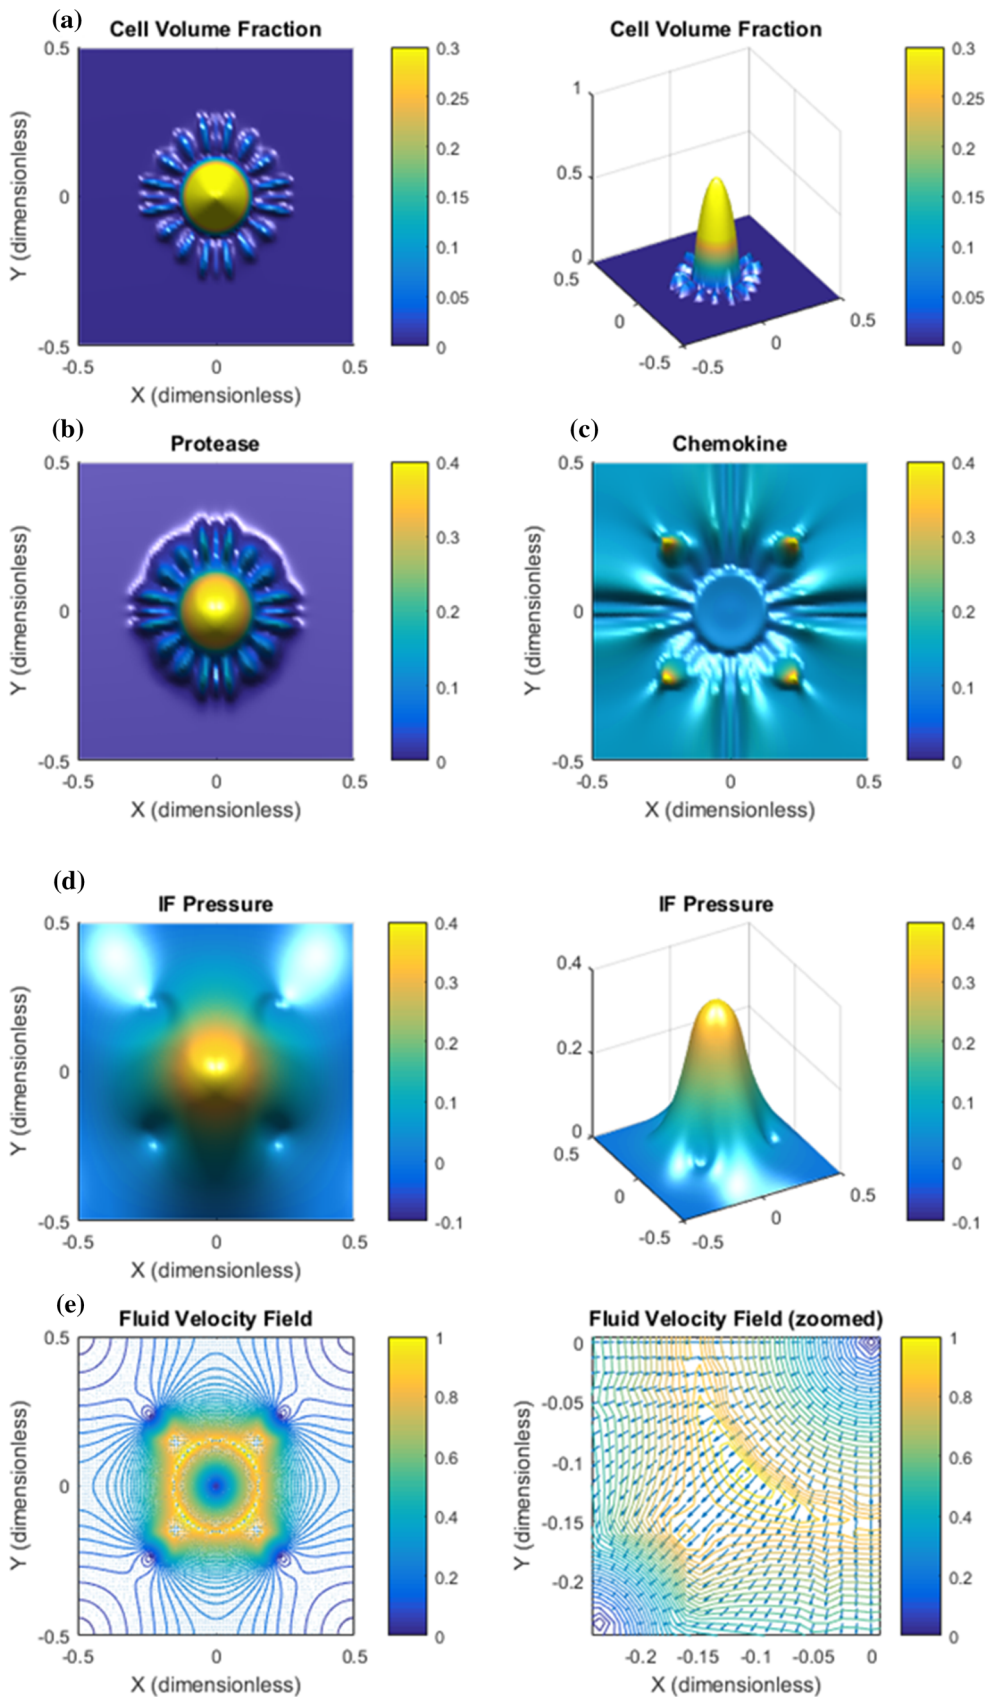 (a)
Cell Volume Fraction
Cell Volume Fraction
0.5
0
-0.5
Y (dimensionless)
-0.5 0 0.5
X (dimensionless)
0.3
0.25
0.2
0.15
0.1
0.05
0
1
0.5
0
0.5
0
-0.5
-0.5
0
0.5
0.3
0.25
0.2
0.15
0.1
0.05
0
(b)
Protease
0.5
0
-0.5
Y (dimensionless)
-0.5 0 0.5
X (dimensionless)
0.4
0.3
0.2
0.1
0
(c)
Chemokine
0.5
0
-0.5
Y (dimensionless)
-0.5 0 0.5
X (dimensionless)
0.4
0.3
0.2
0.1
0
(d)
IF Pressure
0.5
0
-0.5
Y (dimensionless)
-0.5 0 0.5
X (dimensionless)
0.4
0.3
0.2
0.1
0
-0.1
IF Pressure
0.4
0.2
0
0.5
0
-0.5
-0.5
0
0.5
0.4
0.3
0.2
0.1
0
-0.1
(e)
Fluid Velocity Field
0.5
0
-0.5
Y (dimensionless)
-0.5 0 0.5
X (dimensionless)
1
0.8
0.6
0.4
0.2
0
Fluid Velocity Field (zoomed)
0
-0.05
-0.1
-0.15
-0.2
Y (dimensionless)
-0.2 -0.15 -0.1 -0.05 0
X (dimensionless)
1
0.8
0.6
0.4
0.2
0